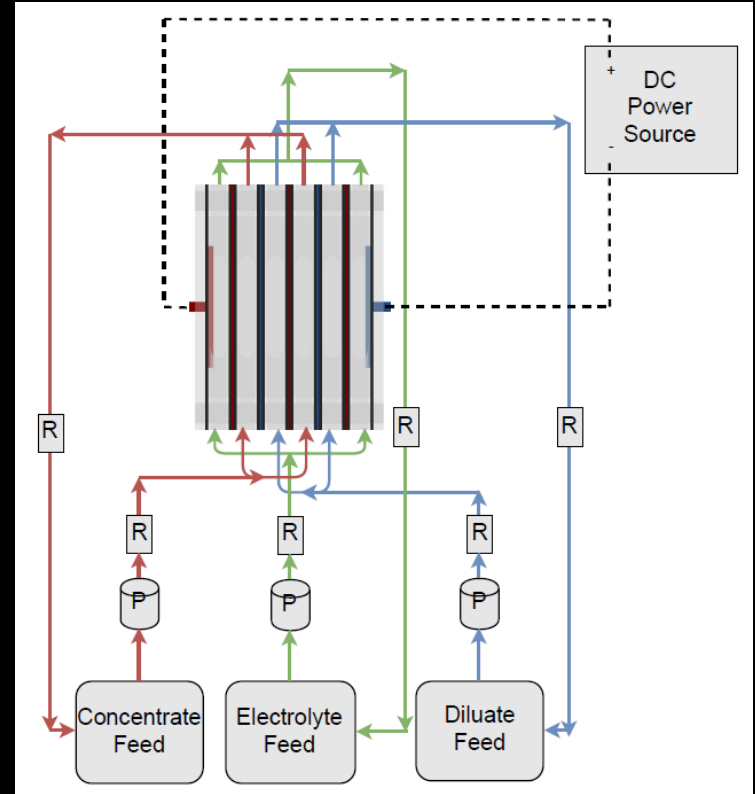 +
DC
Power
Source
-
R
R
R
R
R
R
P
P
P
Concentrate
Feed
Electrolyte
Feed
Diluate
Feed